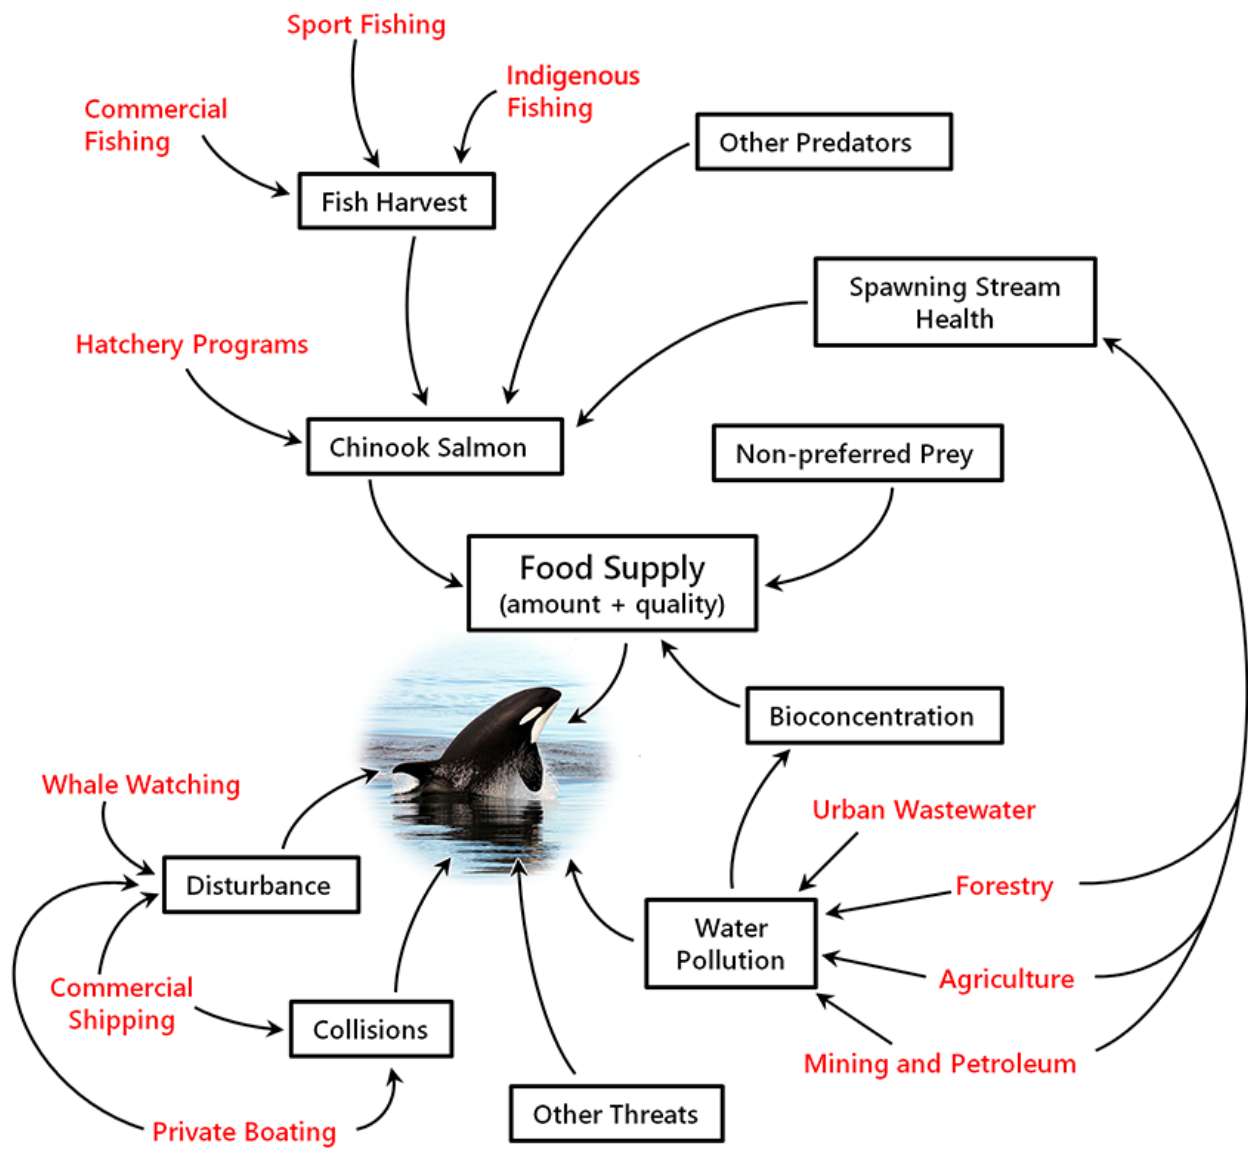 Sport Fishing
Indigenous
Fishing
Commercial
Fishing
Other Predators
Fish Harvest
Spawning Stream
Health
Hatchery Programs
Chinook Salmon
Non-preferred Prey
Food Supply
(amount + quality)
Bioconcentration
Whale Watching
Urban Wastewater
Disturbance
Forestry
Water
Pollution
Agriculture
Commercial
Shipping
Collisions
Mining and Petroleum
Other Threats
Private Boating